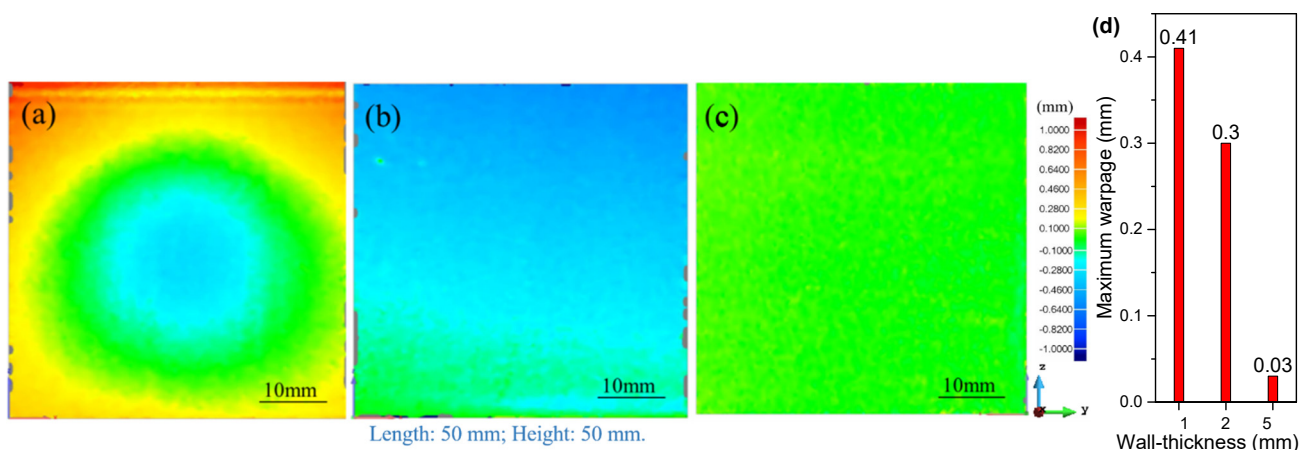 (a)
10mm
(b)
10mm
Length: 50 mm; Height: 50 mm.
(c)
10mm
(mm)
1.0000
0.8200
0.6400
0.4600
0.2800
0.1000
-0.1000
-0.2800
-0.4600
-0.6400
-0.8200
-1.0000
z
x
y
(d)
Maximum warpage (mm)
0.4
0.3
0.2
0.1
0.0
0.41
0.3
0.03
1 2 5
Wall-thickness (mm)